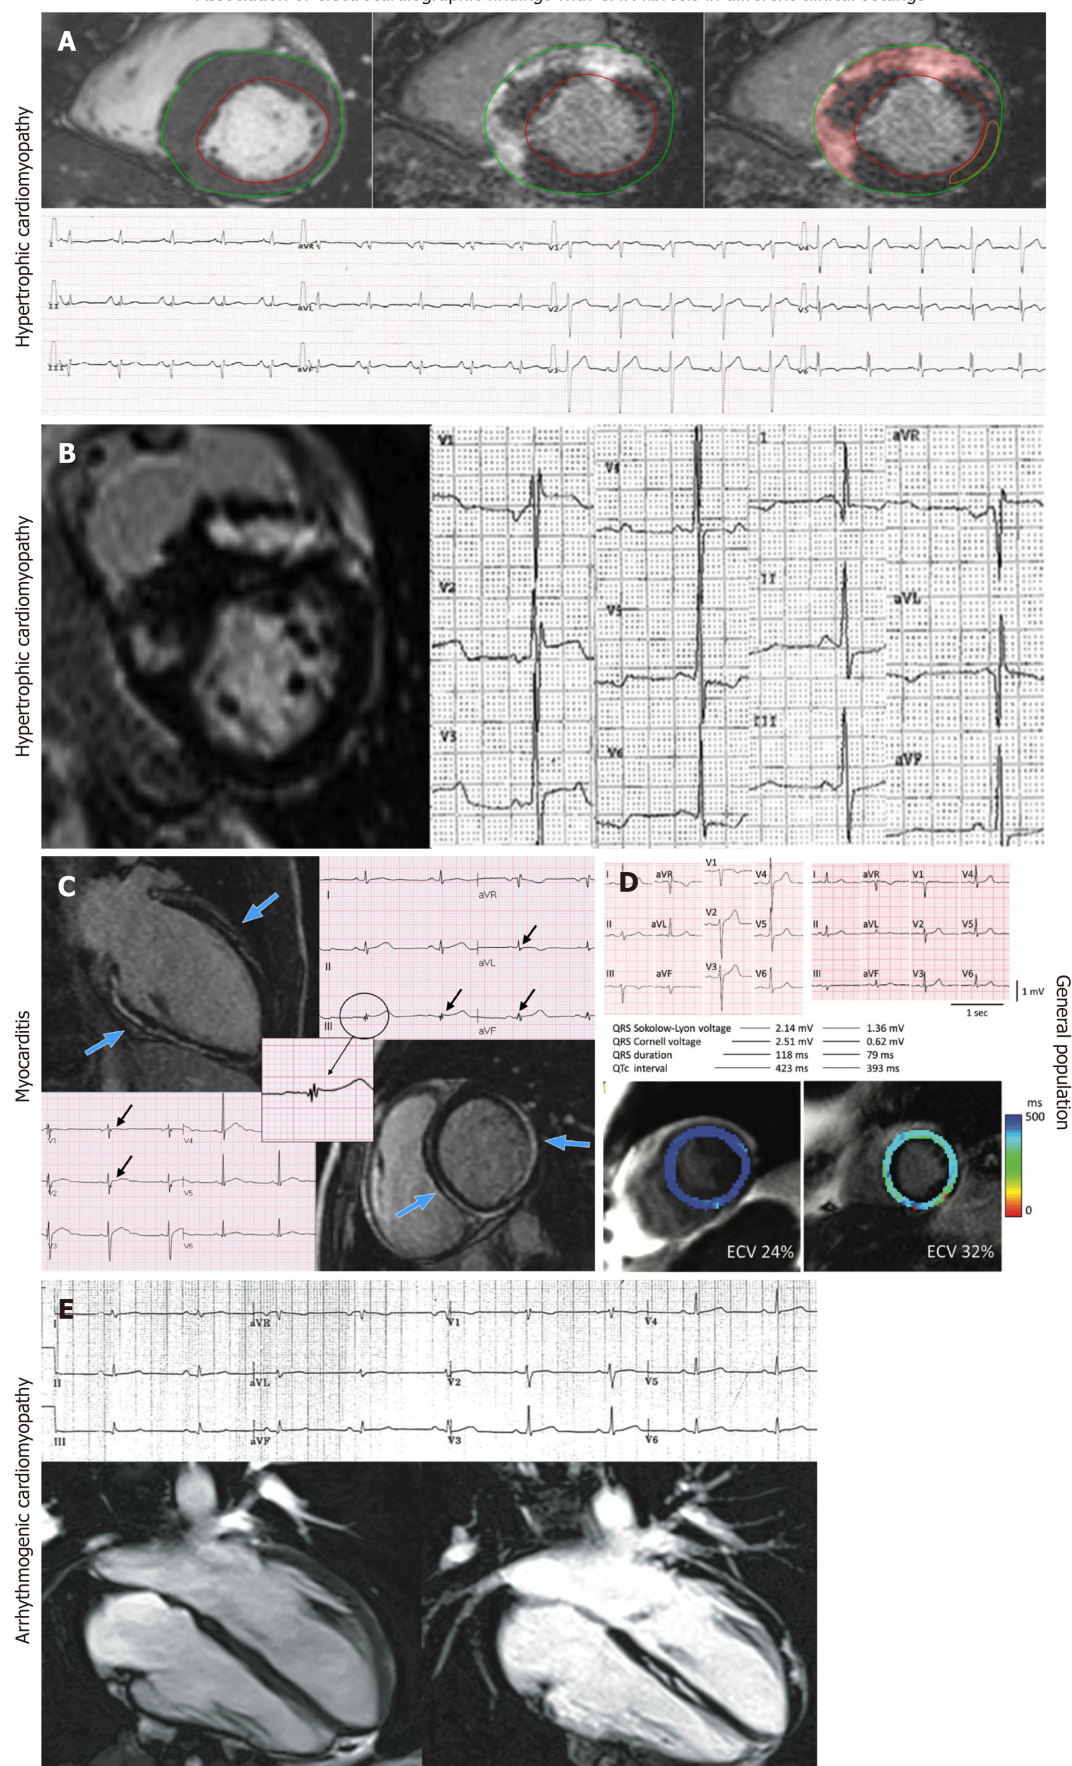 A
Hypertrophic cardiomyopathy
I
aVR
V1
V4
II
aVL
V2
V5
III
aVF
V3
V6
B
Hypertrophic cardiomyopathy
V1
V4
I
aVR
V2
V5
II
aVL
V3
V6
III
aVF
C
Myocarditis
I
aVR
II
aVL
III
aVF
V1
V4
V2
V5
V3
V6
D
General population
I
aVR
V1
V4
II
aVL
V2
V5
III
aVF
V3
V6
I
aVR
V1
V4
II
aVL
V2
V5
III
aVF
V3
V6
1 mV
1 sec
QRS Sokolow-Lyon voltage 2.14 mV 1.36 mV
QRS Cornell voltage 2.51 mV 0.62 mV
QRS duration 118 ms 79 ms
QTc interval 423 ms 393 ms
ms
500
0
ECV 24%
ECV 32%
E
Arrhythmogenic cardiomyopathy
I
aVR
V1
V4
II
aVL
V2
V5
III
aVF
V3
V6